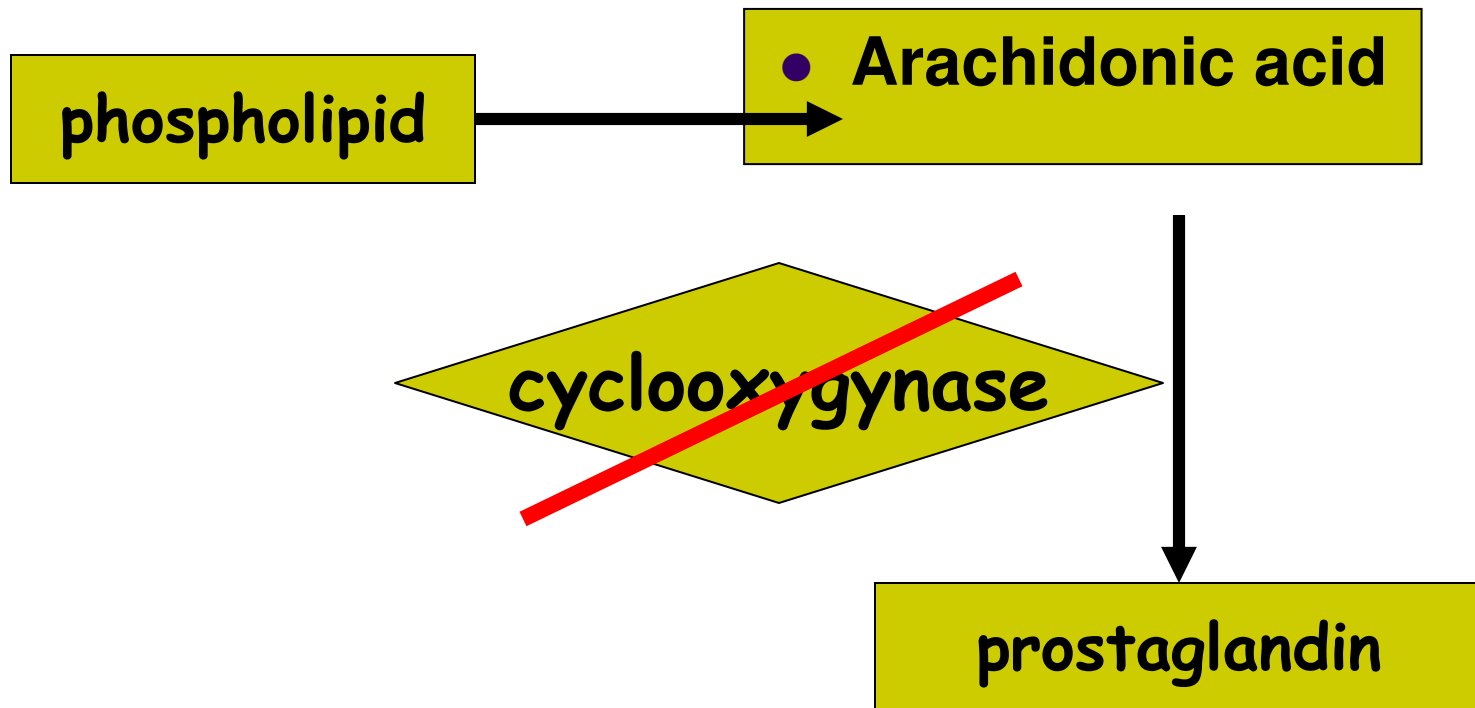 phospholipid
• Arachidonic acid
cyclooxygynase
prostaglandin